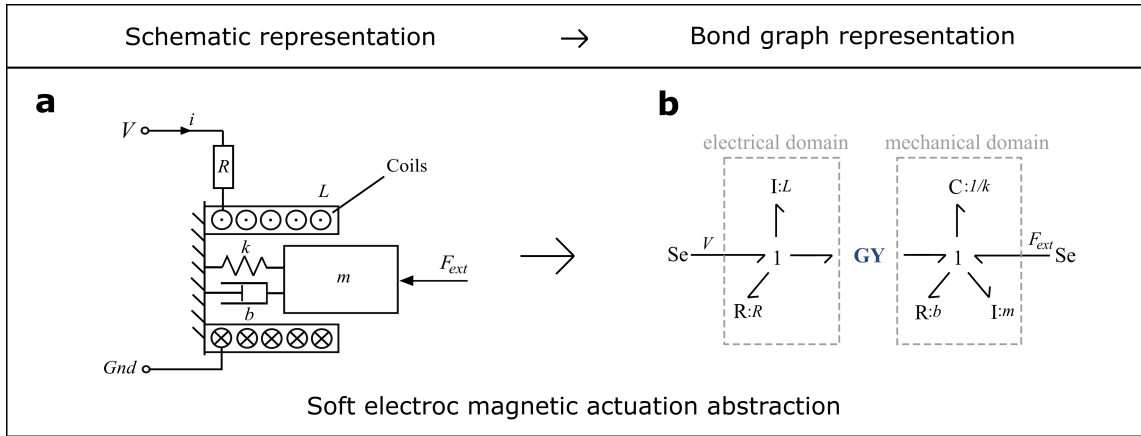 Schematic representation → Bond graph representation
a
b
V
i
R
L
Coils
k
m
F_ext
b
Gnd
electrical domain
mechanical domain
I:L
C:1/k
Se V 1 GY 1 F_ext Se
R:R
R:b
I:m
Soft electroc magnetic actuation abstraction